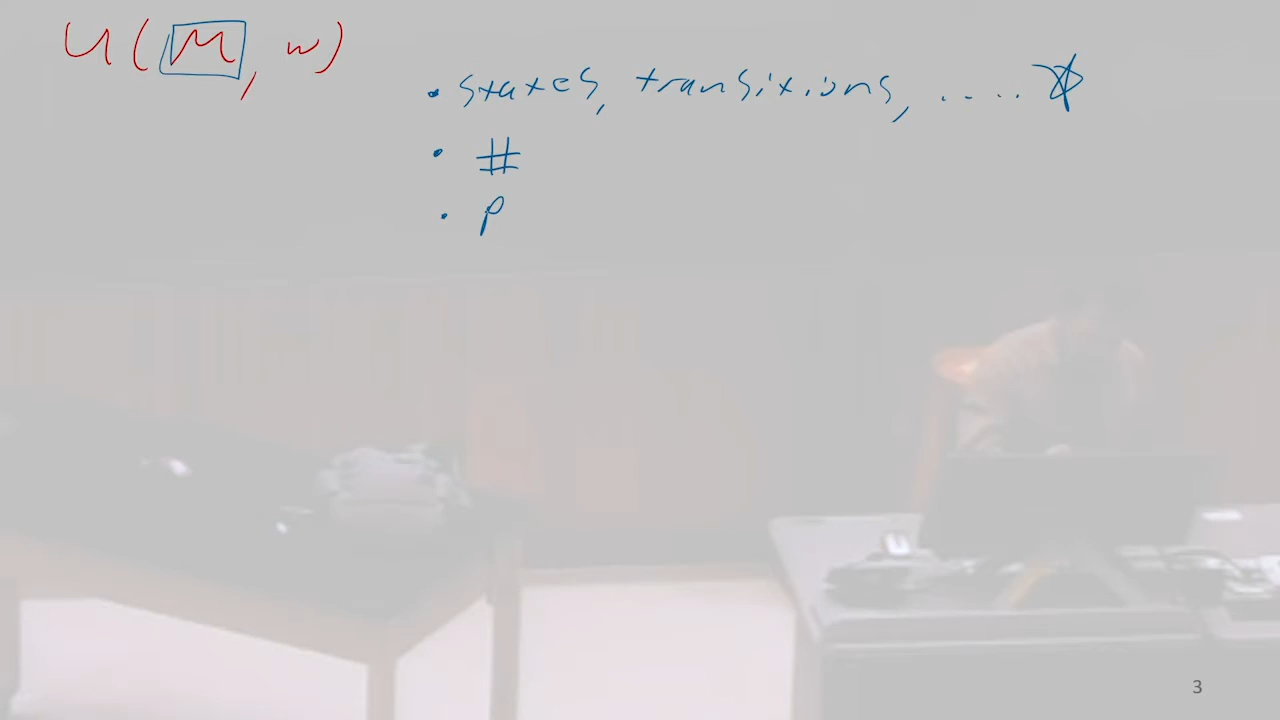 U(M, w)
• states, transitions, ....
• #
• P
3